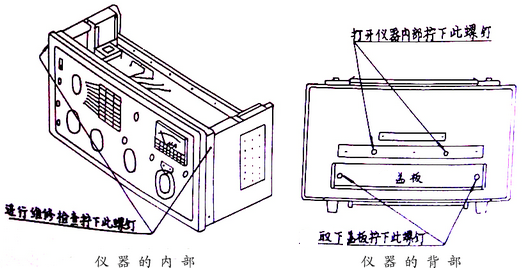 打开仪器内部拧下此螺钉
盖板
进行维修检查拧下此螺钉
取下盖板拧下此螺钉
仪器的内部
仪器的背部